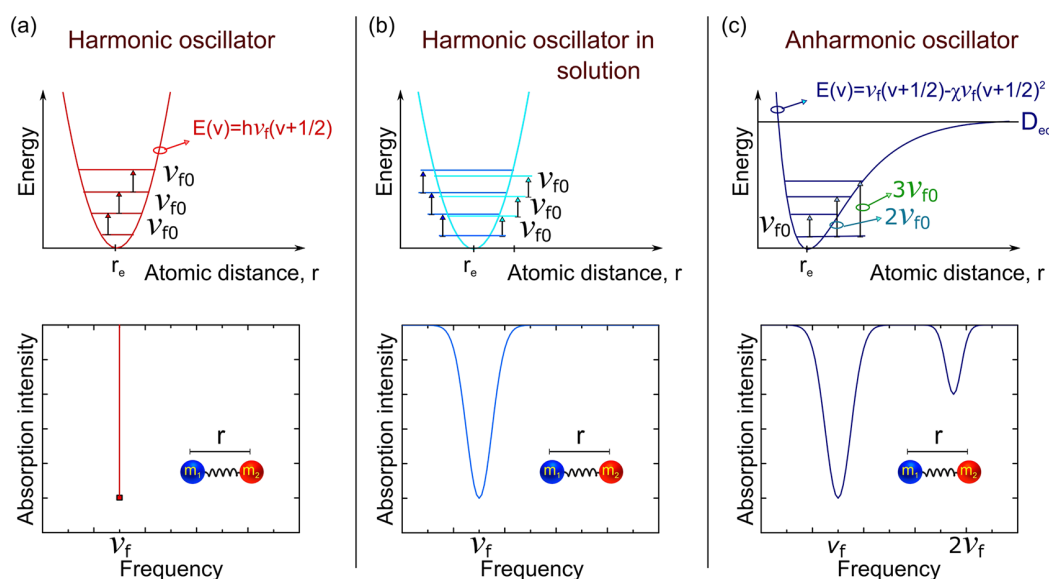 (a)
Harmonic oscillator
Energy
E(v)=hνf(v+1/2)
νf0
νf0
νf0
re
Atomic distance, r
Absorption intensity
r
m1
m2
νf
Frequency
(b)
Harmonic oscillator in
solution
Energy
νf0
νf0
νf0
re
Atomic distance, r
Absorption intensity
r
m1
m2
νf
Frequency
(c)
Anharmonic oscillator
E(v)=νf(v+1/2)-χνf(v+1/2)²
Deq
Energy
3νf0
νf0
2νf0
re
Atomic distance, r
Absorption intensity
r
m1
m2
νf
2νf
Frequency